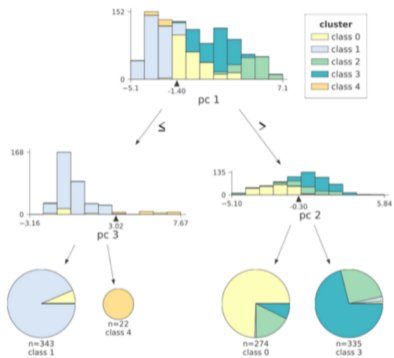 152
0
-5.1
-1.40
7.1
pc 1
cluster
class 0
class 1
class 2
class 3
class 4
≤
>
168
0
-3.16
3.02
7.67
pc 3
135
0
-5.10
-0.30
5.84
pc 2
n=343
class 1
n=22
class 4
n=274
class 0
n=335
class 3